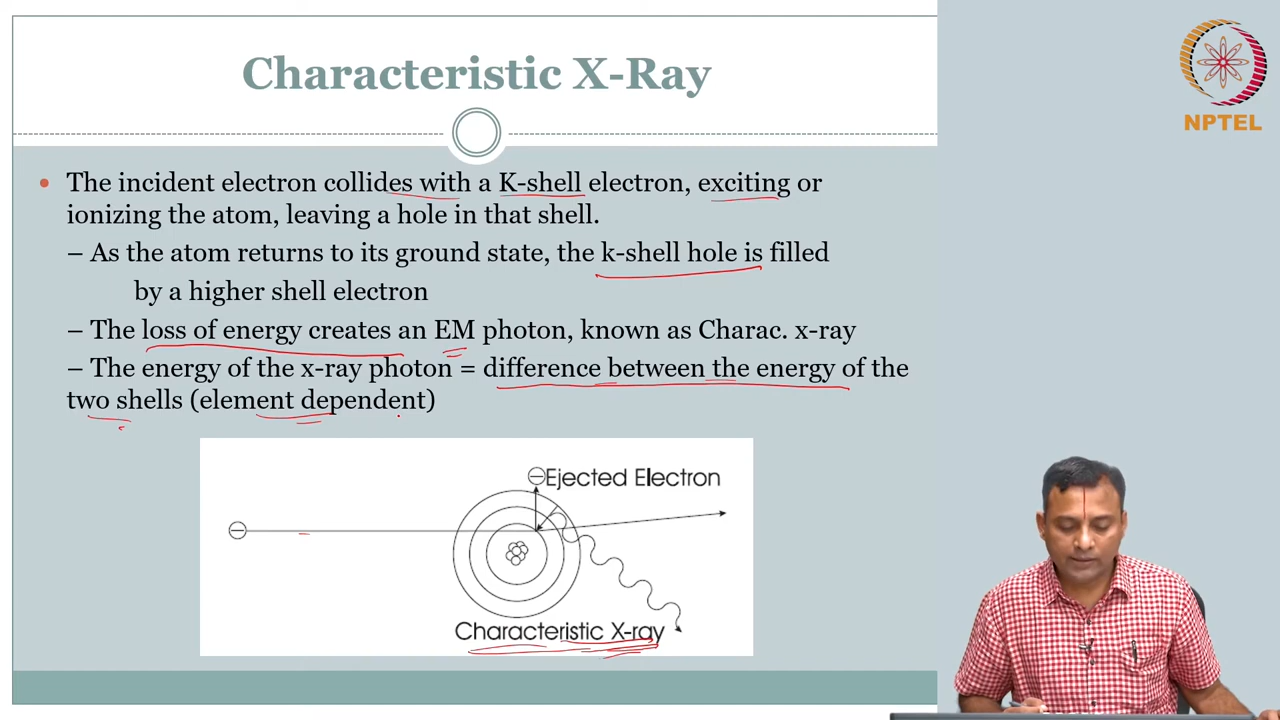 Characteristic X-Ray
NPTEL
• The incident electron collides with a K-shell electron, exciting or
ionizing the atom, leaving a hole in that shell.
– As the atom returns to its ground state, the k-shell hole is filled
by a higher shell electron
– The loss of energy creates an EM photon, known as Charac. x-ray
– The energy of the x-ray photon = difference between the energy of the
two shells (element dependent)
Ejected Electron
Characteristic X-ray